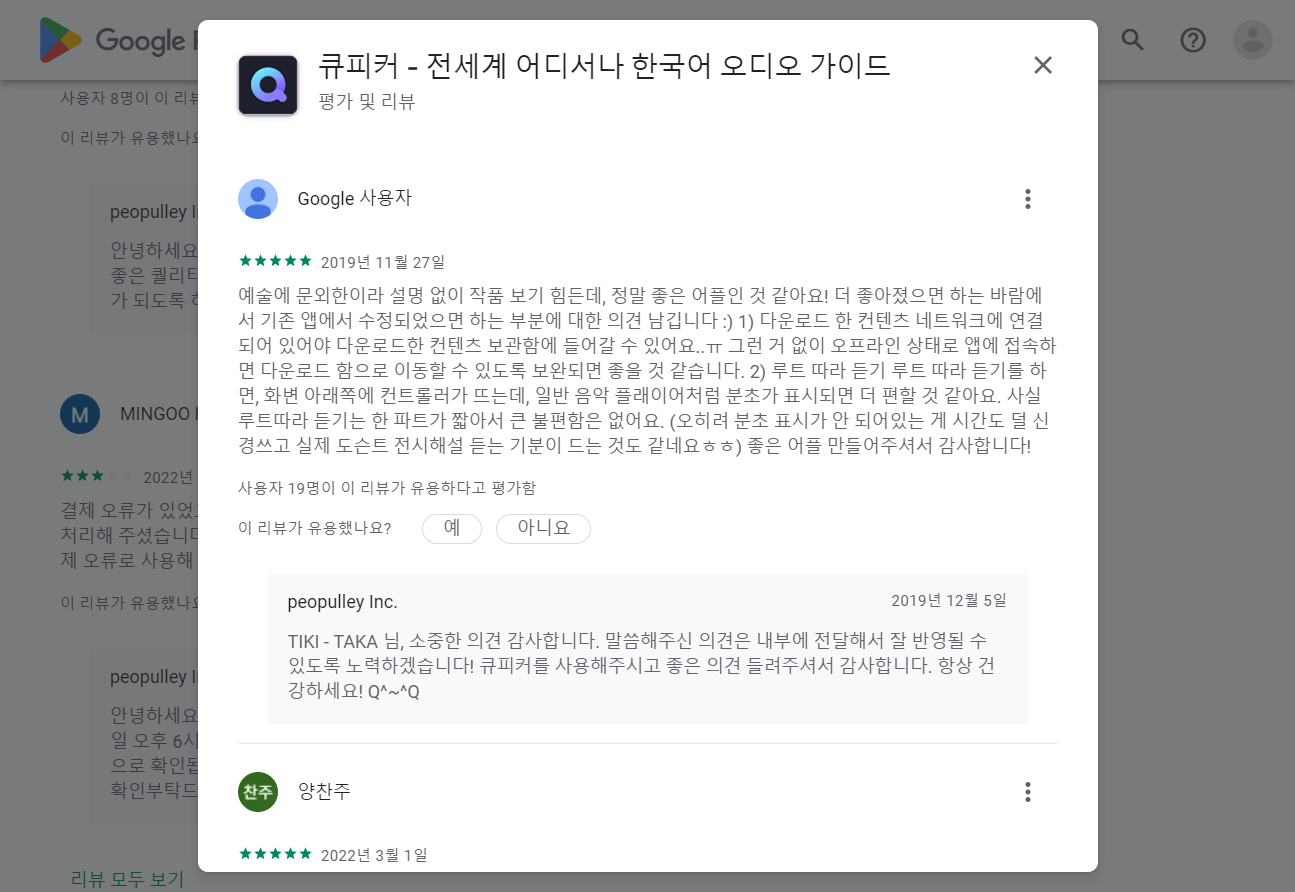 Google
큐피커 - 전세계 어디서나 한국어 오디오 가이드
평가 및 리뷰
Google 사용자
2019년 11월 27일
예술에 문외한이라 설명 없이 작품 보기 힘든데, 정말 좋은 어플인 것 같아요! 더 좋아졌으면 하는 바람에
서 기존 앱에서 수정되었으면 하는 부분에 대한 의견 남깁니다 :) 1) 다운로드 한 컨텐츠 네트워크에 연결
되어 있어야 다운로드한 컨텐츠 보관함에 들어갈 수 있어요..ㅠ 그런 거 없이 오프라인 상태로 앱에 접속하
면 다운로드 함으로 이동할 수 있도록 보완되면 좋을 것 같습니다. 2) 루트 따라 듣기 루트 따라 듣기를 하
면, 화변 아래쪽에 컨트롤러가 뜨는데, 일반 음악 플레이어처럼 분초가 표시되면 더 편할 것 같아요. 사실
루트따라 듣기는 한 파트가 짧아서 큰 불편함은 없어요. (오히려 분초 표시가 안 되어있는 게 시간도 덜 신
경쓰고 실제 도슨트 전시해설 듣는 기분이 드는 것도 같네요ㅎㅎ) 좋은 어플 만들어주셔서 감사합니다!
사용자 19명이 이 리뷰가 유용하다고 평가함
이 리뷰가 유용했나요?
예
아니요
peopulley Inc.
2019년 12월 5일
TIKI - TAKA 님, 소중한 의견 감사합니다. 말씀해주신 의견은 내부에 전달해서 잘 반영될 수
있도록 노력하겠습니다! 큐피커를 사용해주시고 좋은 의견 들려주셔서 감사합니다. 항상 건
강하세요! Q^~^Q
찬주
양찬주
2022년 3월 1일
사용자 8명이 이 리뷰
이 리뷰가 유용했나요
peopulley
안녕하세요
좋은 퀄리티
가 되도록
M
MINGOO
2022년
결제 오류가 있었
처리해 주셨습니다
제 오류로 사용해
이 리뷰가 유용했나요
peopulley
안녕하세요
일 오후 6시
으로 확인됩
확인부탁드
리뷰 모두 보기